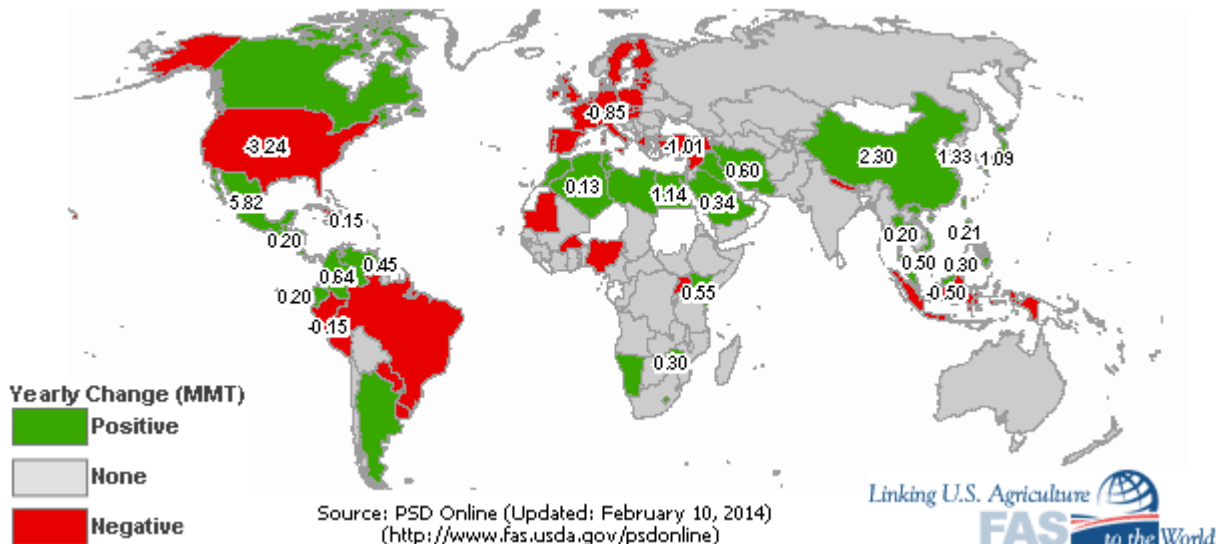 -3.24
5.82
0.15
0.20
0.45
0.64
0.20
-0.15
-0.85
-1.01
0.13
1.14
0.60
0.34
0.55
0.30
2.30
1.33
1.09
0.20
0.21
0.50
0.30
-0.50
Yearly Change (MMT)
Positive
None
Negative
Source: PSD Online (Updated: February 10, 2014)
(http://www.fas.usda.gov/psdonline)
Linking U.S. Agriculture
FAS
to the World